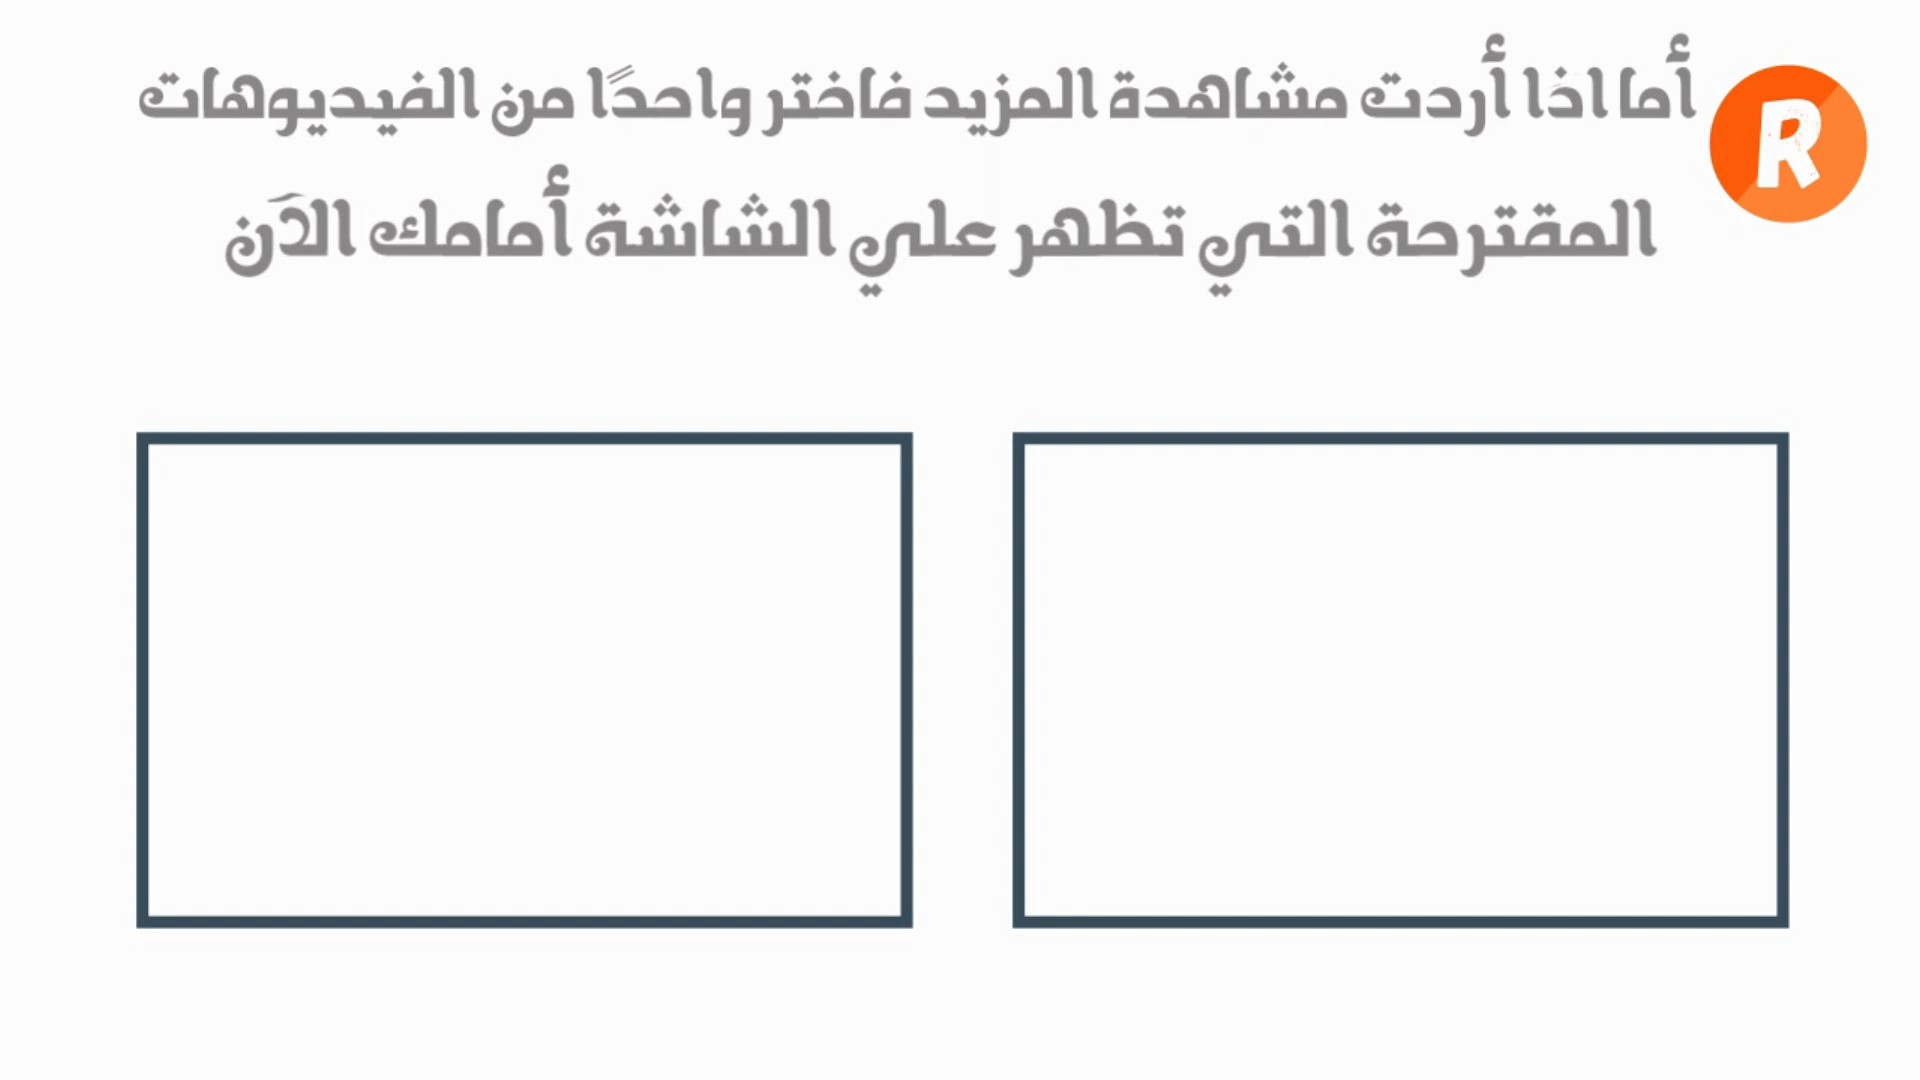 أما اذا أردت مشاهدة المزيد فاختر واحدًا من الفيديوهات
المقترحة التي تظهر علي الشاشة أمامك الآن
R